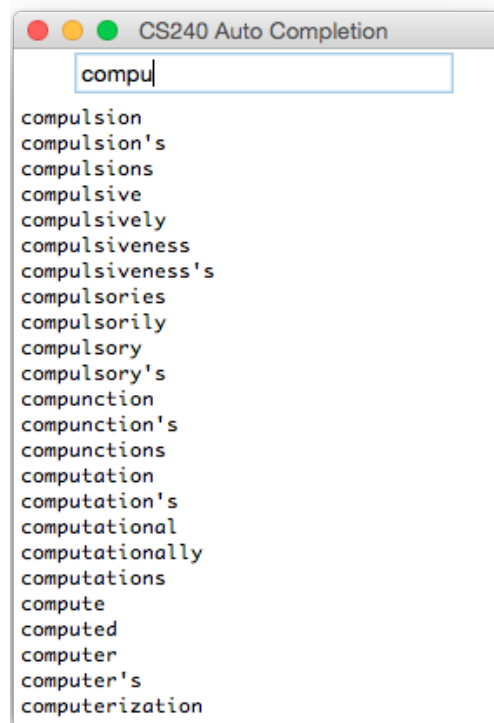 CS240 Auto Completion
compu
compulsion
compulsion's
compulsions
compulsive
compulsively
compulsiveness
compulsiveness's
compulsories
compulsorily
compulsory
compulsory's
compunction
compunction's
compunctions
computation
computation's
computational
computationally
computations
compute
computed
computer
computer's
computerization